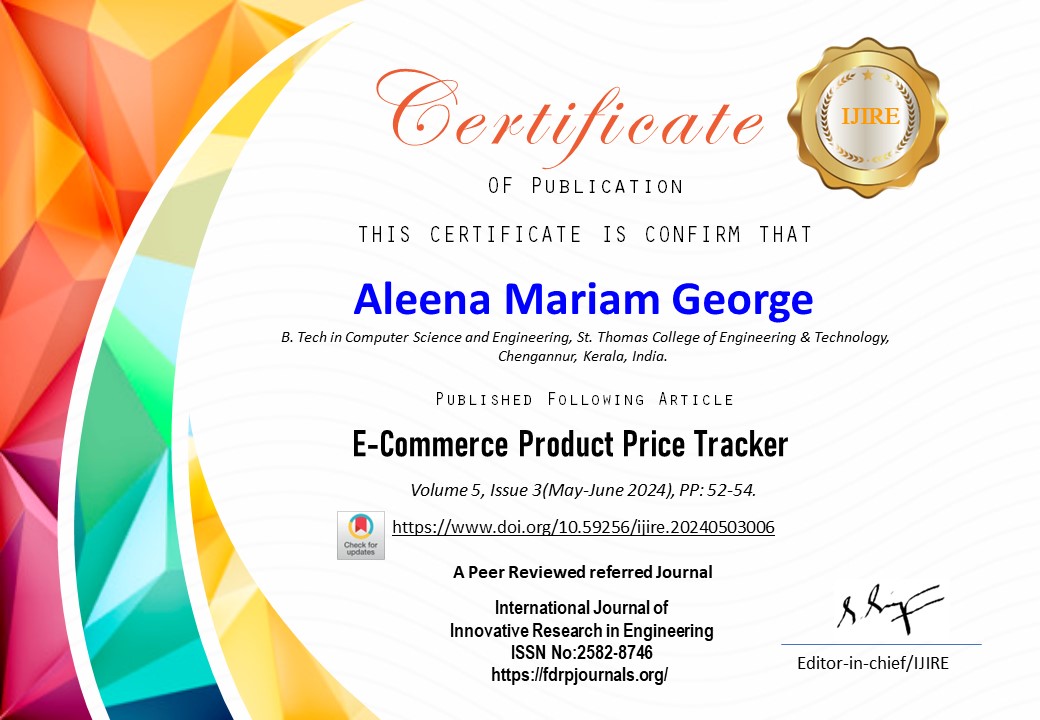 Certificate
IJIRE
OF PUBLICATION
THIS CERTIFICATE IS CONFIRM THAT
Aleena Mariam George
B. Tech in Computer Science and Engineering, St. Thomas College of Engineering & Technology,
Chengannur, Kerala, India.
PUBLISHED FOLLOWING ARTICLE
E-Commerce Product Price Tracker
Volume 5, Issue 3(May-June 2024), PP: 52-54.
Check for
updates
https://www.doi.org/10.59256/ijire.20240503006
A Peer Reviewed referred Journal
International Journal of
Innovative Research in Engineering
ISSN No:2582-8746
https://fdrpjournals.org/
Editor-in-chief/IJIRE